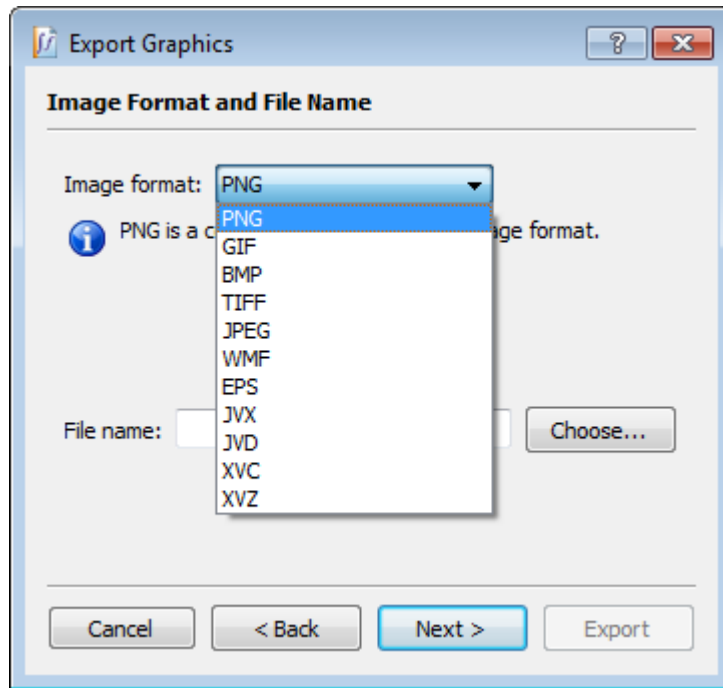 Export Graphics
Image Format and File Name
Image format: PNG
PNG is a c age format.
PNG
GIF
BMP
TIFF
JPEG
WMF
EPS
JVX
JVD
XVC
XVZ
File name: Choose...
Cancel < Back Next > Export